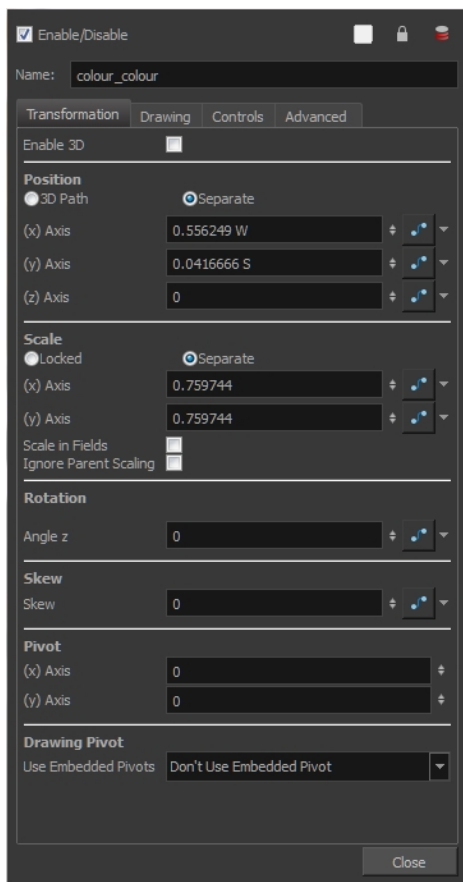 Enable/Disable
Name: colour_colour
Transformation Drawing Controls Advanced
Enable 3D
Position
3D Path Separate
(x) Axis 0.556249 W
(y) Axis 0.0416666 S
(z) Axis 0
Scale
Locked Separate
(x) Axis 0.759744
(y) Axis 0.759744
Scale in Fields
Ignore Parent Scaling
Rotation
Angle z 0
Skew
Skew 0
Pivot
(x) Axis 0
(y) Axis 0
Drawing Pivot
Use Embedded Pivots Don't Use Embedded Pivot
Close